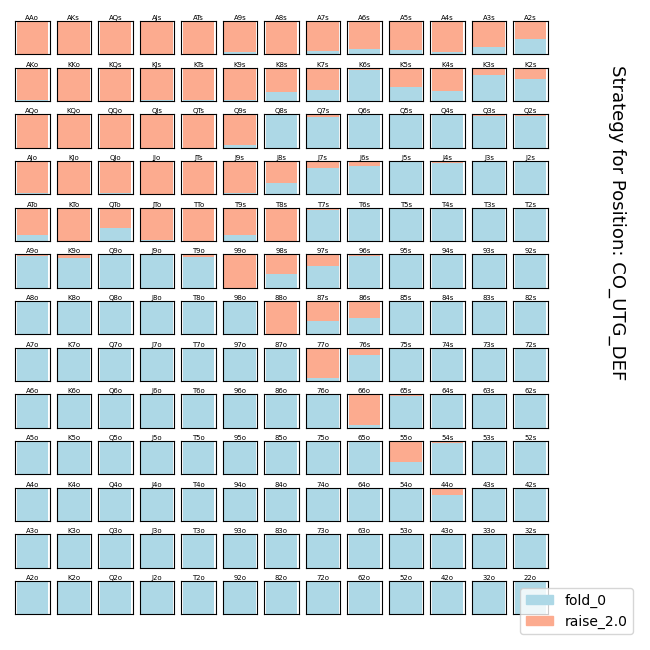 AAo AKs AQs AJs ATs A9s A8s A7s A6s A5s A4s A3s A2s
AKo KKo KQs KJs KTs K9s K8s K7s K6s K5s K4s K3s K2s
AQo KQo QQo QJs QTs Q9s Q8s Q7s Q6s Q5s Q4s Q3s Q2s
AJo KJo QJo JJo JTs J9s J8s J7s J6s J5s J4s J3s J2s
ATo KTo QTo JTo TTo T9s T8s T7s T6s T5s T4s T3s T2s
A9o K9o Q9o J9o T9o 99o 98s 97s 96s 95s 94s 93s 92s
A8o K8o Q8o J8o T8o 98o 88o 87s 86s 85s 84s 83s 82s
A7o K7o Q7o J7o T7o 97o 87o 77o 76s 75s 74s 73s 72s
A6o K6o Q6o J6o T6o 96o 86o 76o 66o 65s 64s 63s 62s
A5o K5o Q5o J5o T5o 95o 85o 75o 65o 55o 54s 53s 52s
A4o K4o Q4o J4o T4o 94o 84o 74o 64o 54o 44o 43s 42s
A3o K3o Q3o J3o T3o 93o 83o 73o 63o 53o 43o 33o 32s
A2o K2o Q2o J2o T2o 92o 82o 72o 62o 52o 42o 32o 22o
Strategy for Position: CO_UTG_DEF
fold_0
raise_2.0